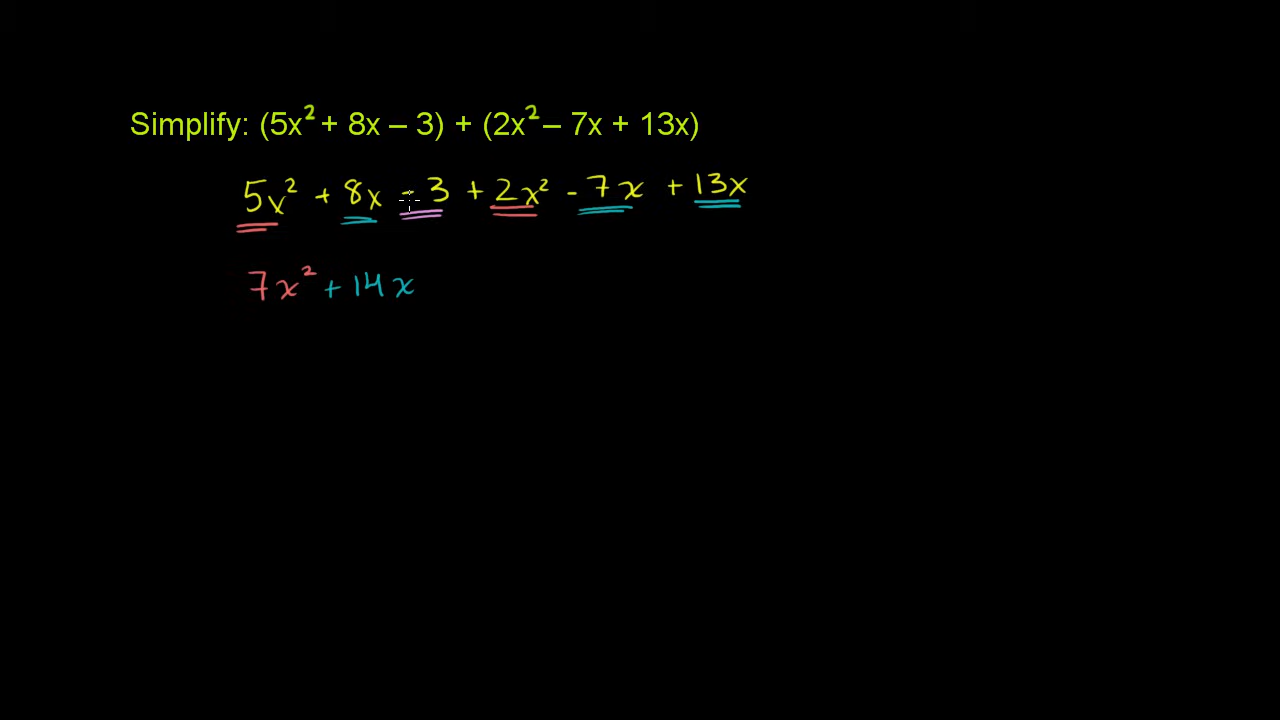 Simplify: (5x² + 8x – 3) + (2x² – 7x + 13x)
5x² + 8x - 3 + 2x² - 7x + 13x
7x² + 14x